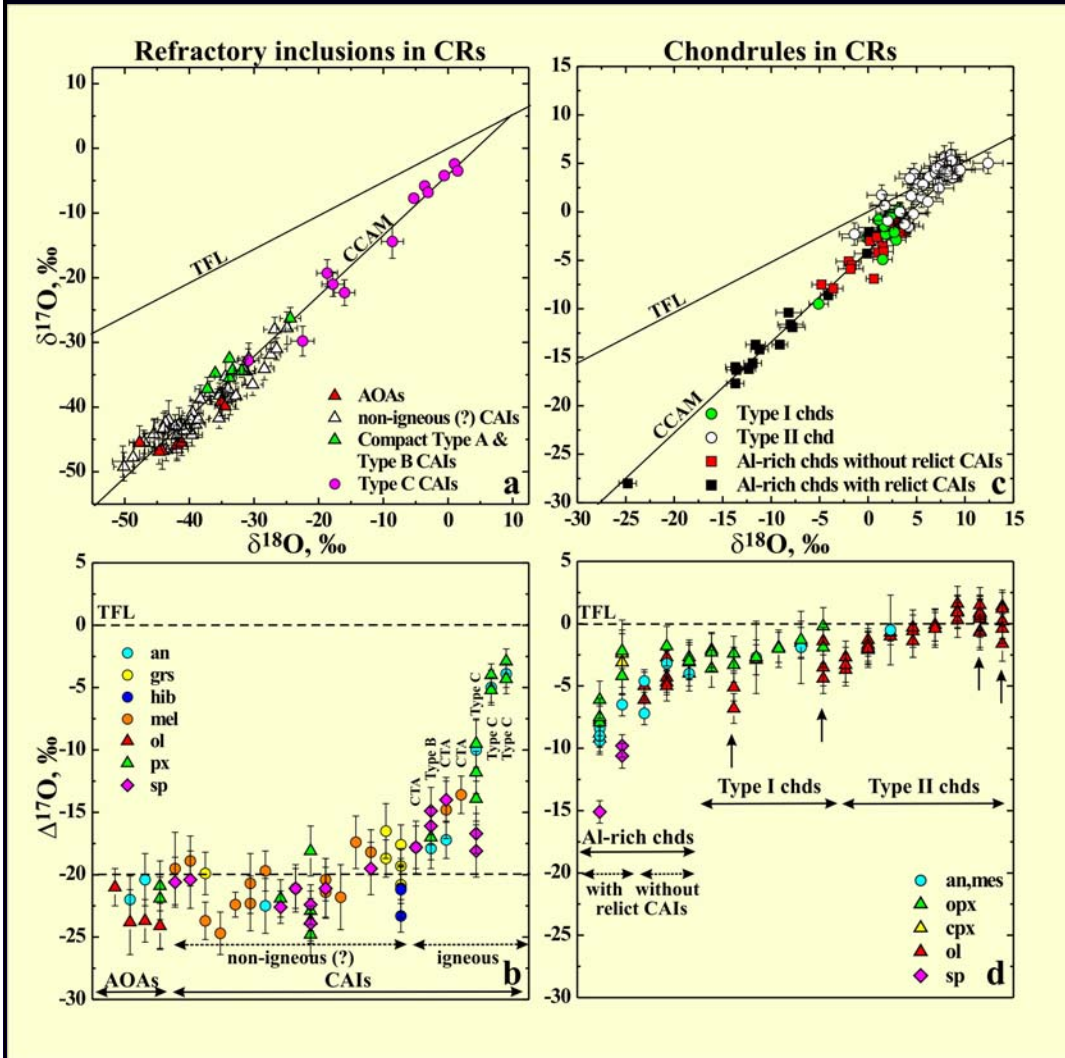 Refractory inclusions in CRs
10
0
-10
-20
-30
-40
-50
δ¹⁷O, ‰
TFL
CCAM
AOAs
non-igneous (?) CAIs
Compact Type A &
Type B CAIs
Type C CAIs
a
-50 -40 -30 -20 -10 0 10
δ¹⁸O, ‰
Chondrules in CRs
15
10
5
0
-5
-10
-15
-20
-25
-30
δ¹⁷O, ‰
TFL
CCAM
Type I chds
Type II chd
Al-rich chds without relict CAIs
Al-rich chds with relict CAIs
c
-30 -25 -20 -15 -10 -5 0 5 10 15
δ¹⁸O, ‰
5
0
-5
-10
-15
-20
-25
-30
Δ¹⁷O, ‰
TFL
an
grs
hib
mel
ol
px
sp
CTA
Type B
CTA
CTA
Type C
Type C
Type C
non-igneous (?)
igneous
AOAs
CAIs
b
5
0
-5
-10
-15
-20
-25
-30
TFL
Type I chds
Type II chds
Al-rich chds
with
without
relict CAIs
an,mes
opx
cpx
ol
sp
d